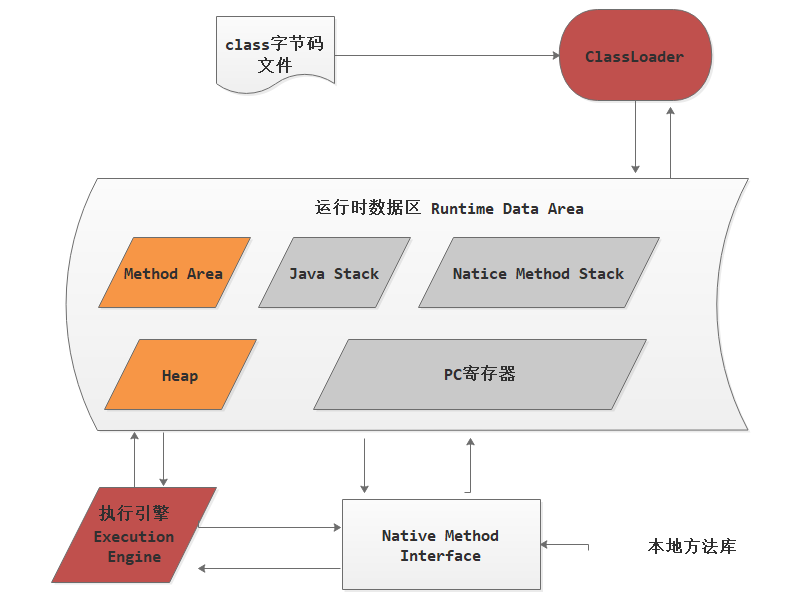 class字节码
文件
ClassLoader
运行时数据区 Runtime Data Area
Method Area
Java Stack
Natice Method Stack
Heap
PC寄存器
执行引擎
Execution
Engine
Native Method
Interface
本地方法库